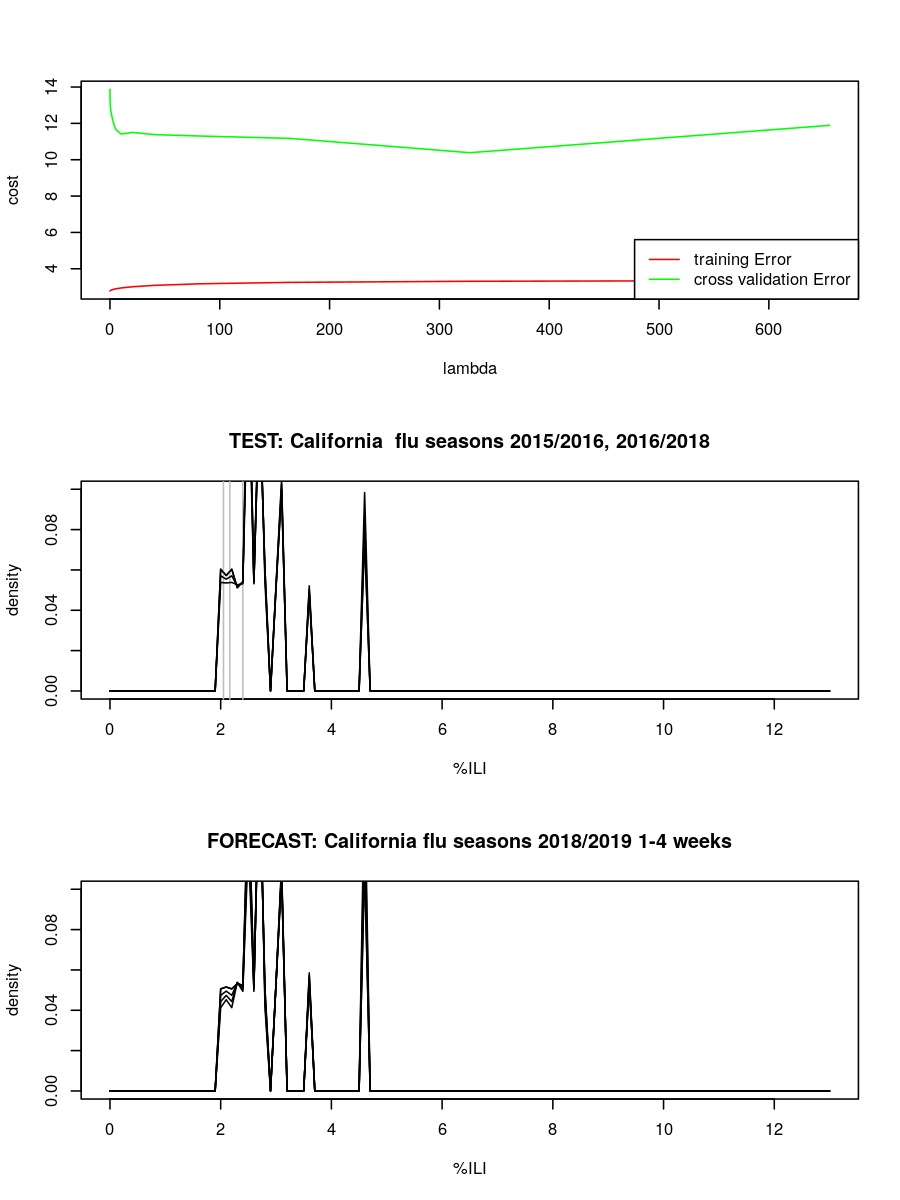 14
12
10
8
6
4
cost
training Error
cross validation Error
0 100 200 300 400 500 600
lambda
TEST: California  flu seasons 2015/2016, 2016/2018
0.08
0.04
0.00
density
0 2 4 6 8 10 12
%ILI
FORECAST: California flu seasons 2018/2019 1-4 weeks
0.08
0.04
0.00
density
0 2 4 6 8 10 12
%ILI